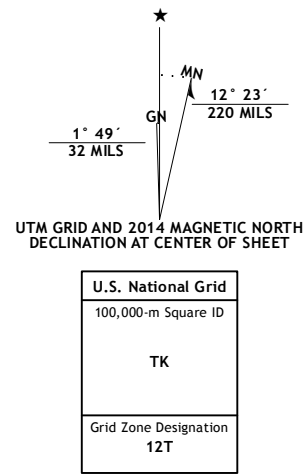 ★
MN
12° 23´
220 MILS
GN
1° 49´
32 MILS
UTM GRID AND 2014 MAGNETIC NORTH
DECLINATION AT CENTER OF SHEET
U.S. National Grid
100,000-m Square ID
TK
Grid Zone Designation
12T